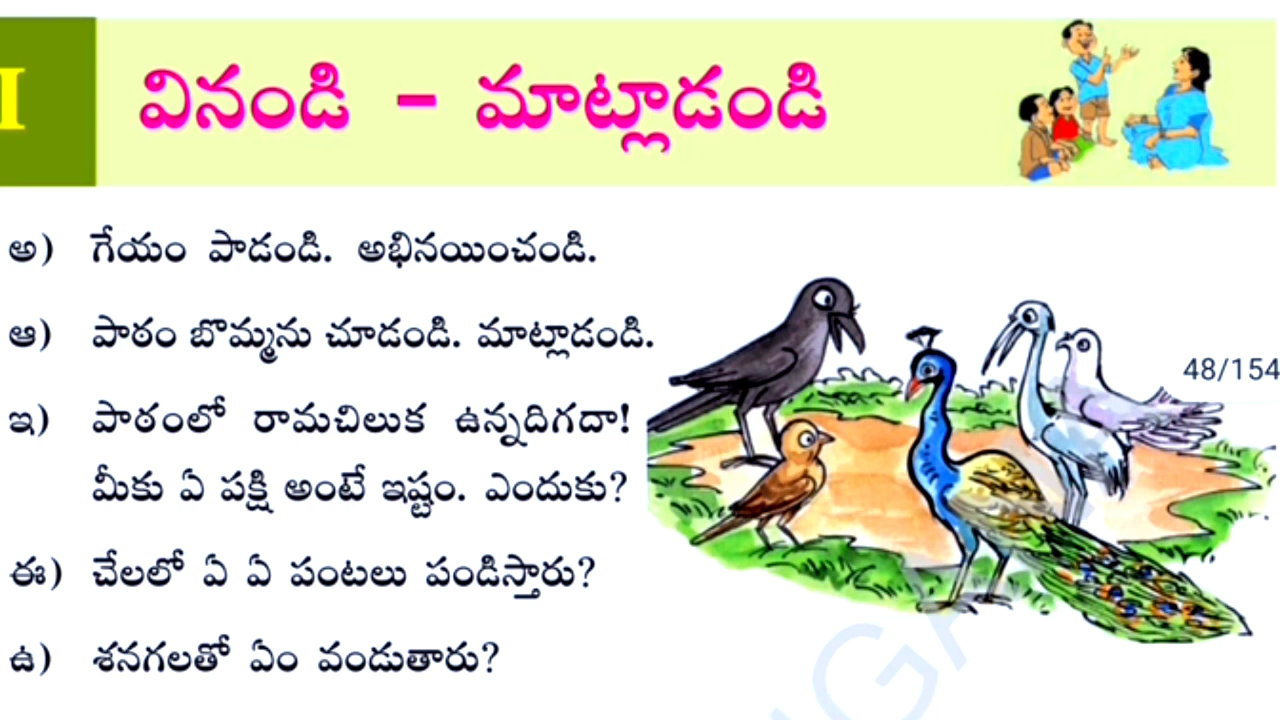 I వినండి - మాట్లాడండి
అ) గేయం పాడండి. అభినయించండి.
ఆ) పాఠం బొమ్మను చూడండి. మాట్లాడండి.
48/154
ఇ) పాఠంలో రామచిలుక ఉన్నదిగదా!
మీకు ఏ పక్షి అంటే ఇష్టం. ఎందుకు?
ఈ) చేలలో ఏ ఏ పంటలు పండిస్తారు?
ఉ) శనగలతో ఏం వండుతారు?